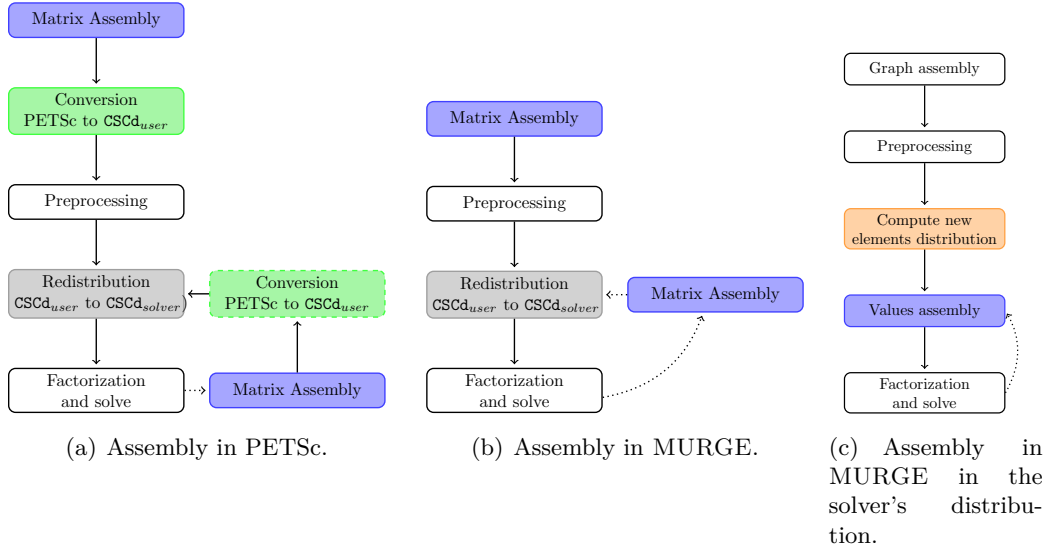 Matrix Assembly
Conversion
PETSc to CSCd_user
Preprocessing
Redistribution
CSCd_user to CSCd_solver)
Conversion
PETSc to CSCd_user
Factorization
and solve
Matrix Assembly
(a) Assembly in PETSc.
Matrix Assembly
Preprocessing
Redistribution
CSCd_user to CSCd_solver
Matrix Assembly
Factorization
and solve
(b) Assembly in MURGE.
Graph assembly
Preprocessing
Compute new
elements distribution
Values assembly
Factorization
and solve
(c) Assembly in
MURGE in the
solver's distribu-
tion.